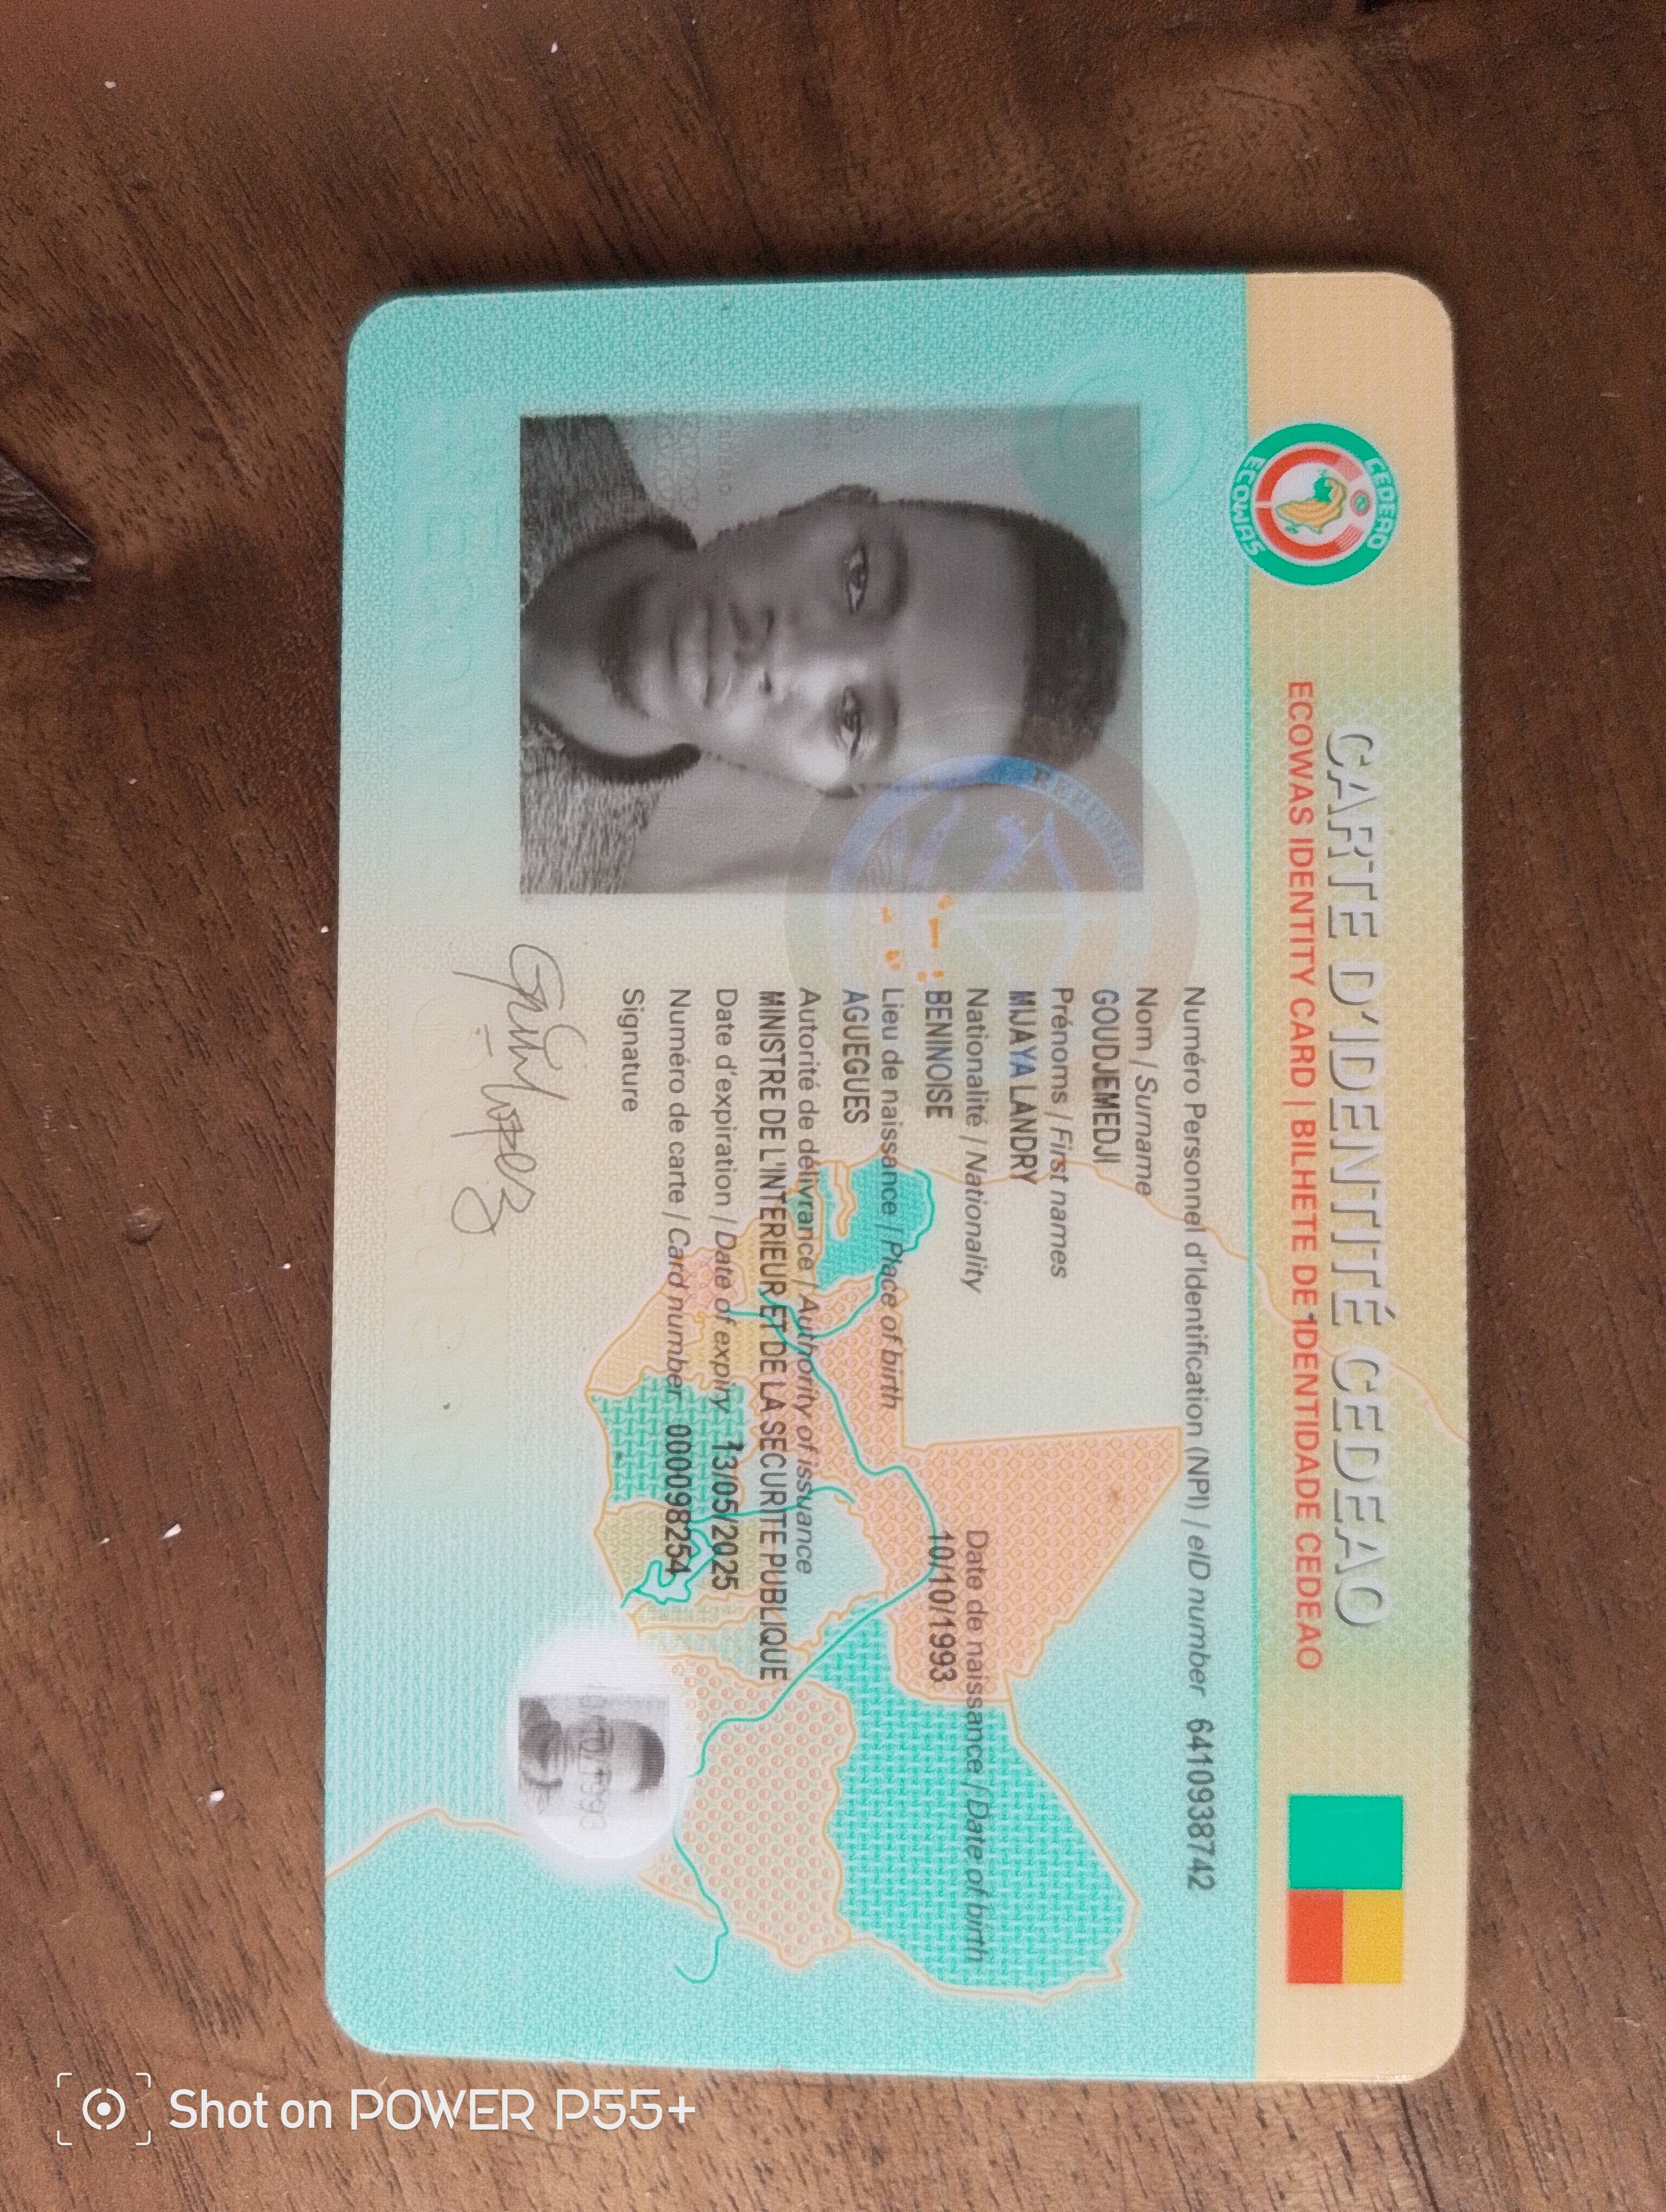 CEDEAO
ECOWAS
CARTE D'IDENTITÉ CEDEAO
ECOWAS IDENTITY CARD | BILHETE DE IDENTIDADE CEDEAO
Numéro Personnel d'Identification (NPI) / eID number 6410938742
Nom / Surname
GOUDJEMEDJI
Prénoms / First names
MIJAYA LANDRY
Nationalité / Nationality
Date de naissance / Date of birth
BENINOISE
10/10/1993
Lieu de naissance / Place of birth
AGUEGUES
Autorité de délivrance / Authority of issuance
MINISTRE DE L'INTERIEUR ET DE LA SECURITE PUBLIQUE
Date d'expiration / Date of expiry 13/05/2025
Numéro de carte / Card number 000098254
Signature
Shot on POWER P55+